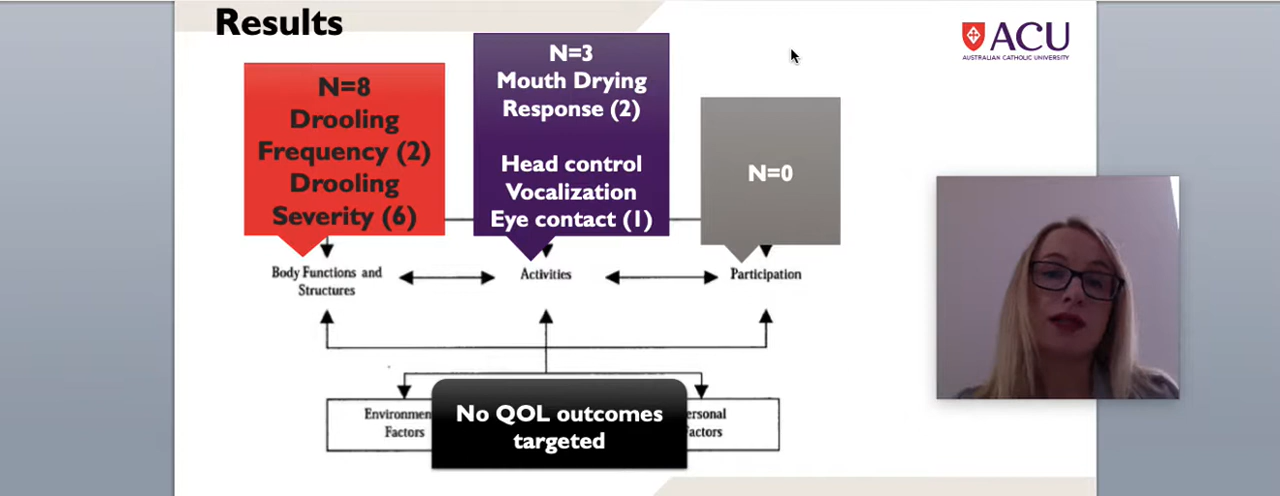 Results
ACU
AUSTRALIAN CATHOLIC UNIVERSITY
N=8
Drooling
Frequency (2)
Drooling
Severity (6)
N=3
Mouth Drying
Response (2)
Head control
Vocalization
Eye contact (1)
N=0
Body Functions and
Structures
Activities
Participation
Environmen
Factors
No QOL outcomes
targeted
ersonal
actors